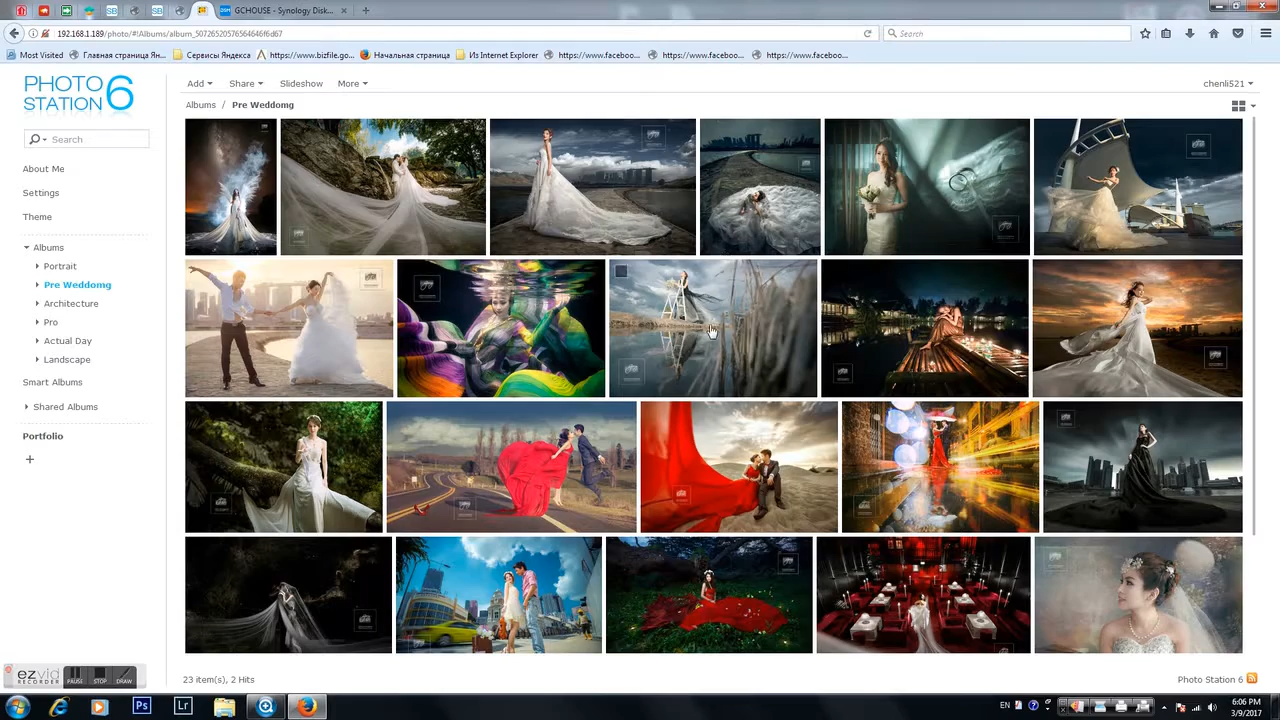 GCHOUSE - Synology Disk...
192.168.1.189/photo/#!Albums/album_50726520576564646f6d67
Search
Most Visited
Главная страница Ян...
Сервисы Яндекса
https://www.bizfile.go...
Начальная страница
Из Internet Explorer
https://www.faceboo...
https://www.faceboo...
https://www.faceboo...
PHOTO
STATION 6
Add
Share
Slideshow
More
chenli521
Albums / Pre Weddomg
Search
About Me
Settings
Theme
Albums
Portrait
Pre Weddomg
Architecture
Pro
Actual Day
Landscape
Smart Albums
Shared Albums
Portfolio
+
23 item(s), 2 Hits
Photo Station 6
ezvid
RECORDER
PAUSE
STOP
DRAW
Ps
Lr
EN
6:06 PM
3/9/2017